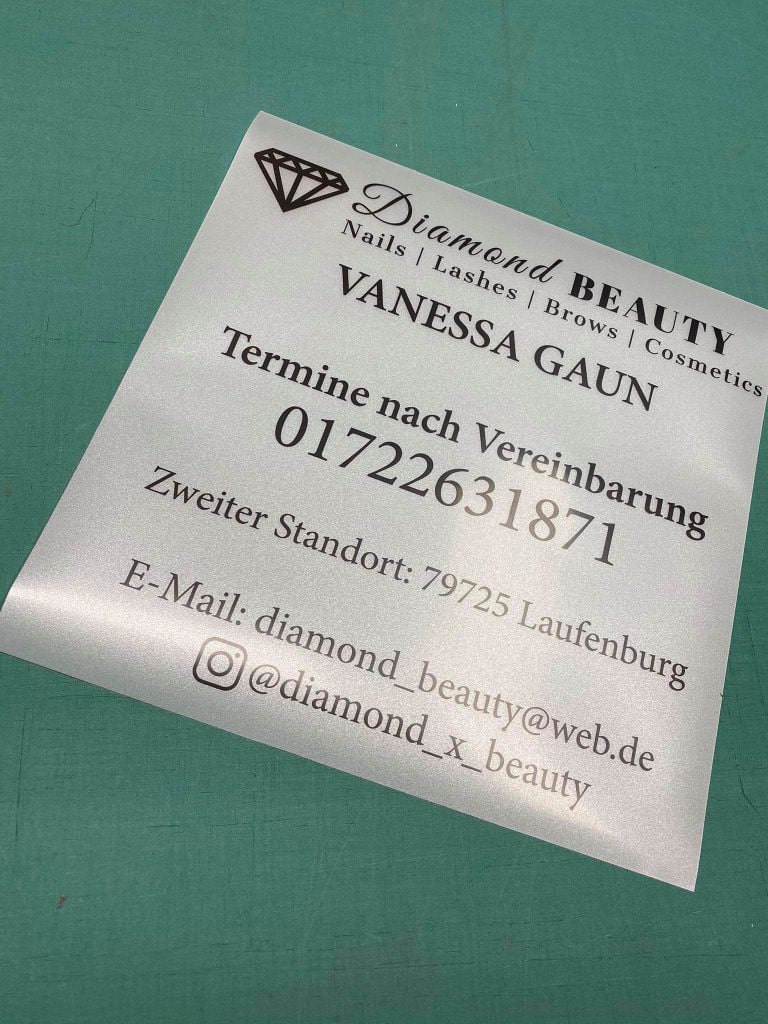 Diamond BEAUTY
Nails | Lashes | Brows | Cosmetics
VANESSA GAUN
Termine nach Vereinbarung
01722631871
Zweiter Standort: 79725 Laufenburg
E-Mail: diamond_beauty@web.de
@diamond_x_beauty